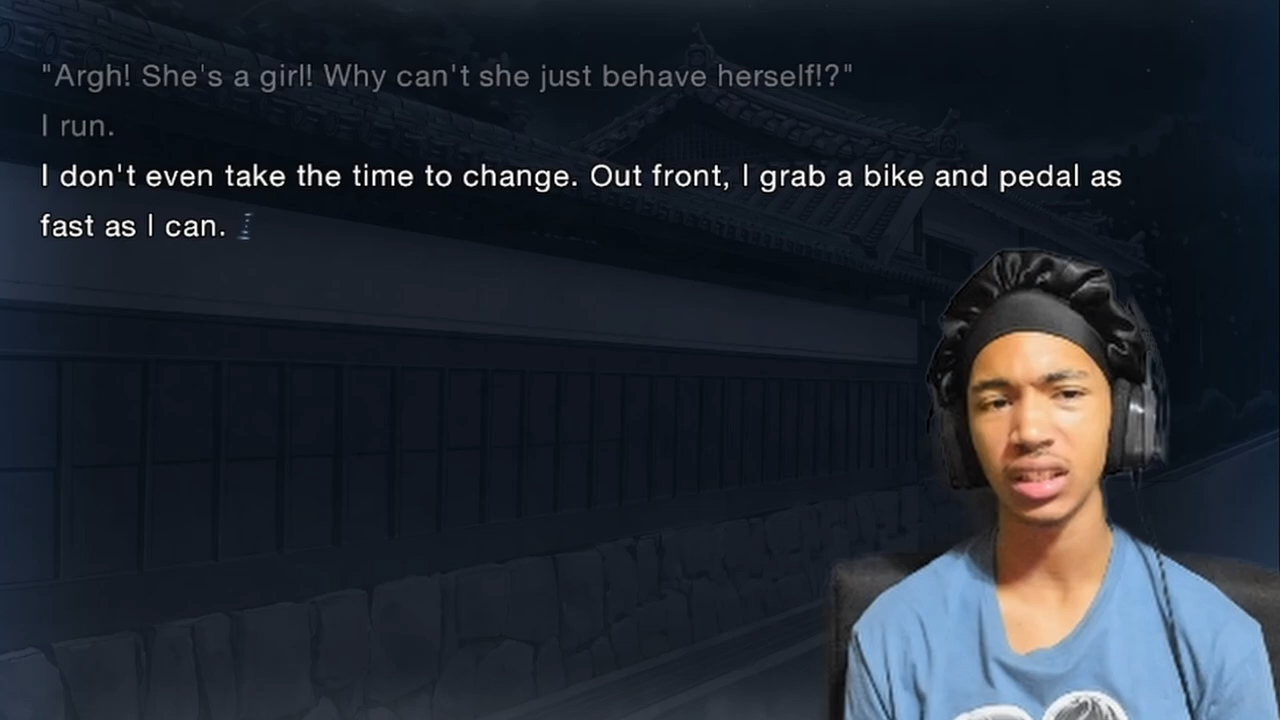 "Argh! She's a girl! Why can't she just behave herself!?"
I run.
I don't even take the time to change. Out front, I grab a bike and pedal as
fast as I can.